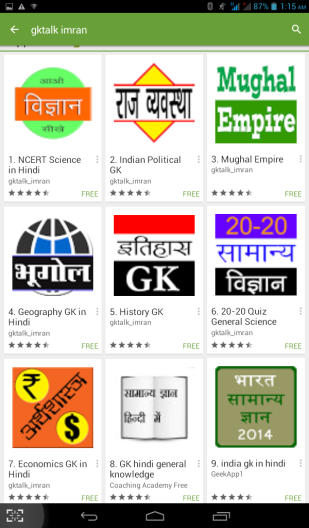 87% 1:15 AM
gktalk imran
आओ
विज्ञान
सीखे
राज व्यवस्था
Mughal
Empire
1. NCERT Science
in Hindi
gktalk_imran
FREE
2. Indian Political
GK
gktalk_imran
FREE
3. Mughal Empire
gktalk_imran
FREE
भूगोल
इतिहास
GK
20-20
सामान्य
विज्ञान
4. Geography GK in
Hindi
gktalk_imran
FREE
5. History GK
gktalk_imran
FREE
6. 20-20 Quiz
General Science
gktalk_imran
FREE
₹
अर्थशास्त्र
$
सामान्य ज्ञान
हिन्दी में
भारत
सामान्य
ज्ञान
2014
7. Economics GK in
Hindi
gktalk_imran
FREE
8. GK hindi general
knowledge
Coaching Academy Free
FREE
9. india gk in hindi
GeekApp1
FREE